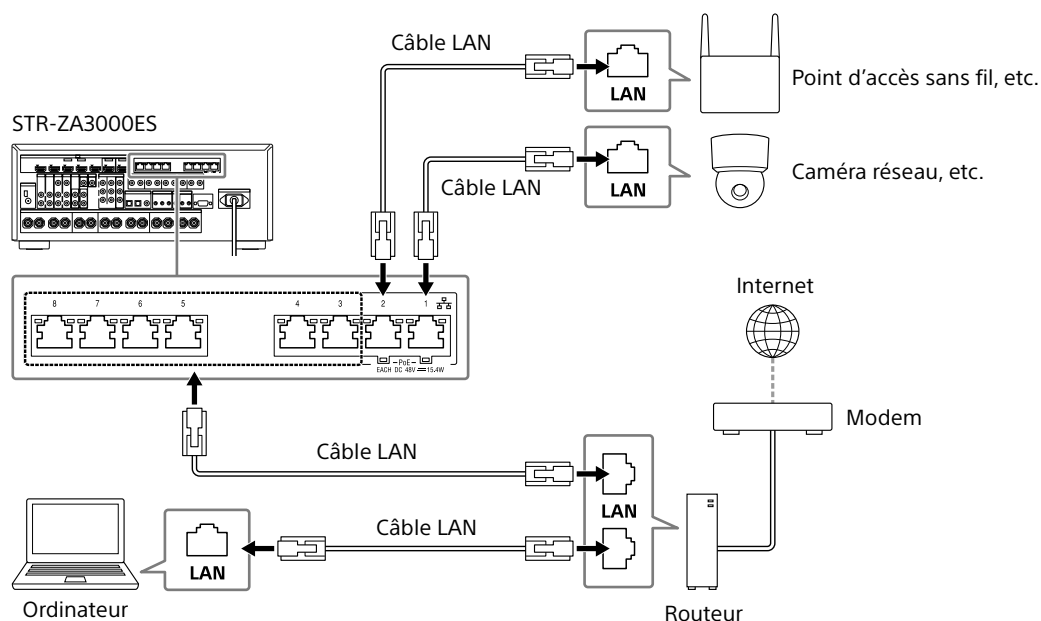 Câble LAN
LAN
Point d'accès sans fil, etc.
STR-ZA3000ES
Câble LAN
LAN
Caméra réseau, etc.
8 7 6 5 4 3 2 1
PoE
EACH DC 48V ⎓ 15.4W
Internet
Modem
Câble LAN
LAN
Câble LAN
LAN
Ordinateur
Routeur